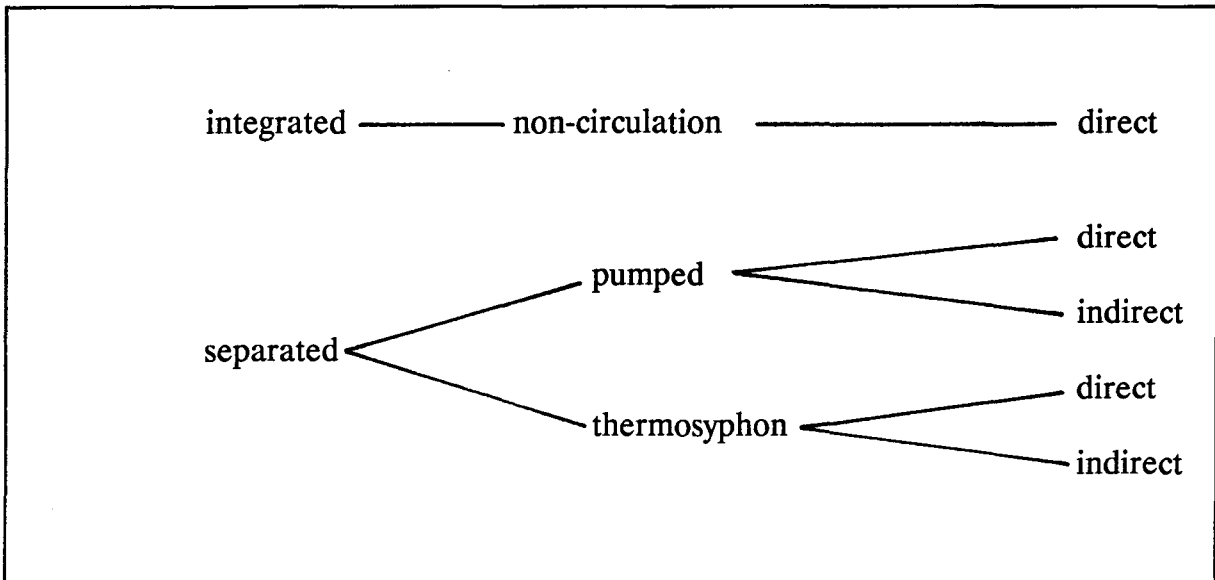 integrated non-circulation direct
direct
pumped
indirect
separated
direct
thermosyphon
indirect